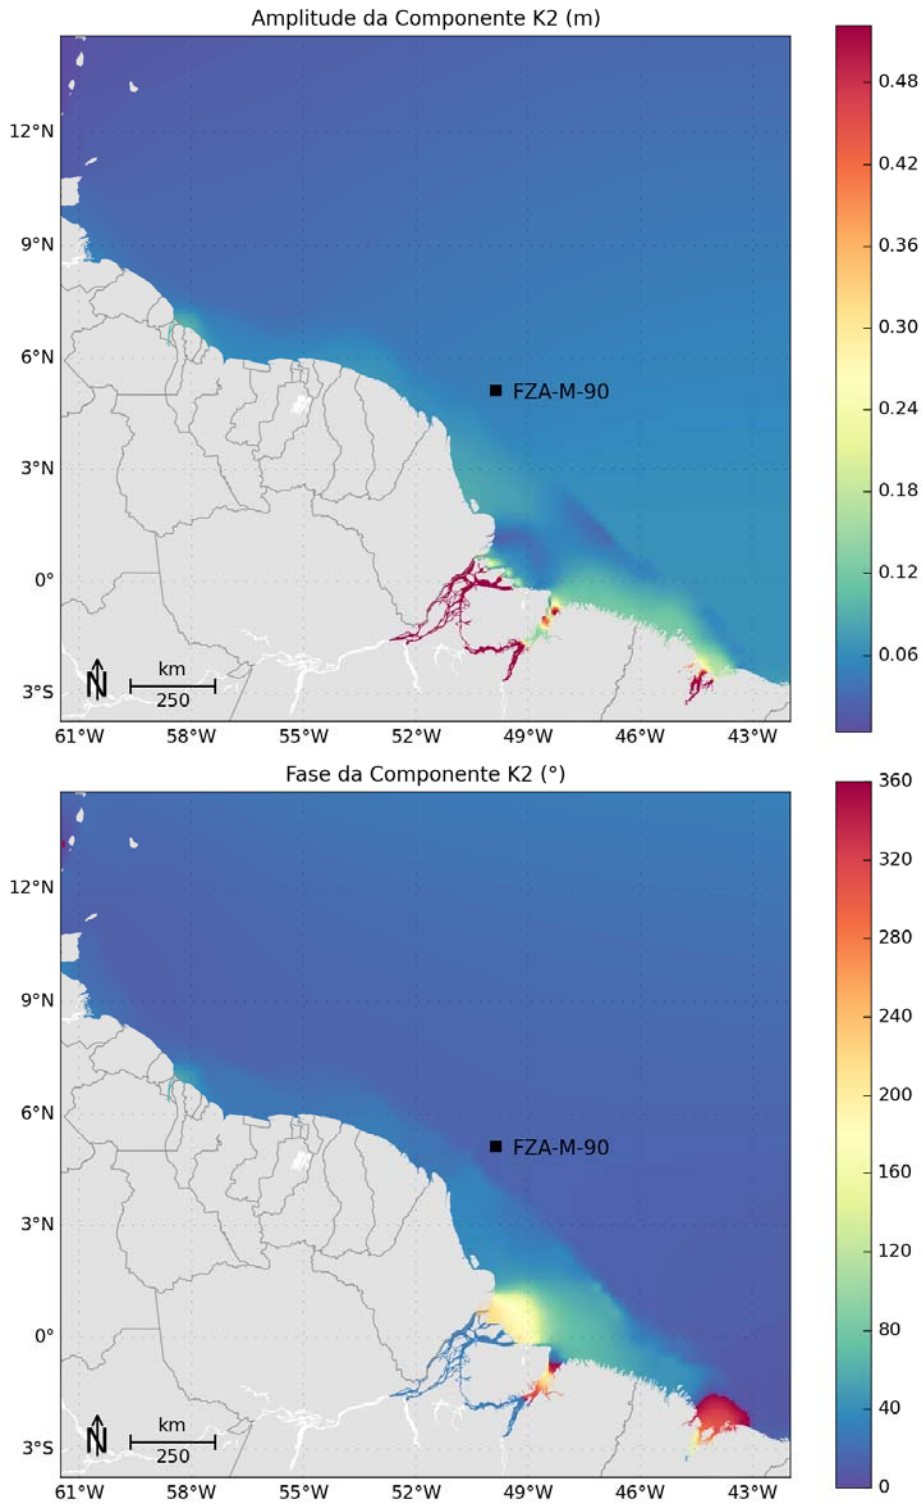 Amplitude da Componente K2 (m)
12°N
9°N
6°N
3°N
0°
3°S
FZA-M-90
N
km
250
61°W 58°W 55°W 52°W 49°W 46°W 43°W
0.48
0.42
0.36
0.30
0.24
0.18
0.12
0.06
Fase da Componente K2 (°)
12°N
9°N
6°N
3°N
0°
3°S
FZA-M-90
N
km
250
61°W 58°W 55°W 52°W 49°W 46°W 43°W
360
320
280
240
200
160
120
80
40
0